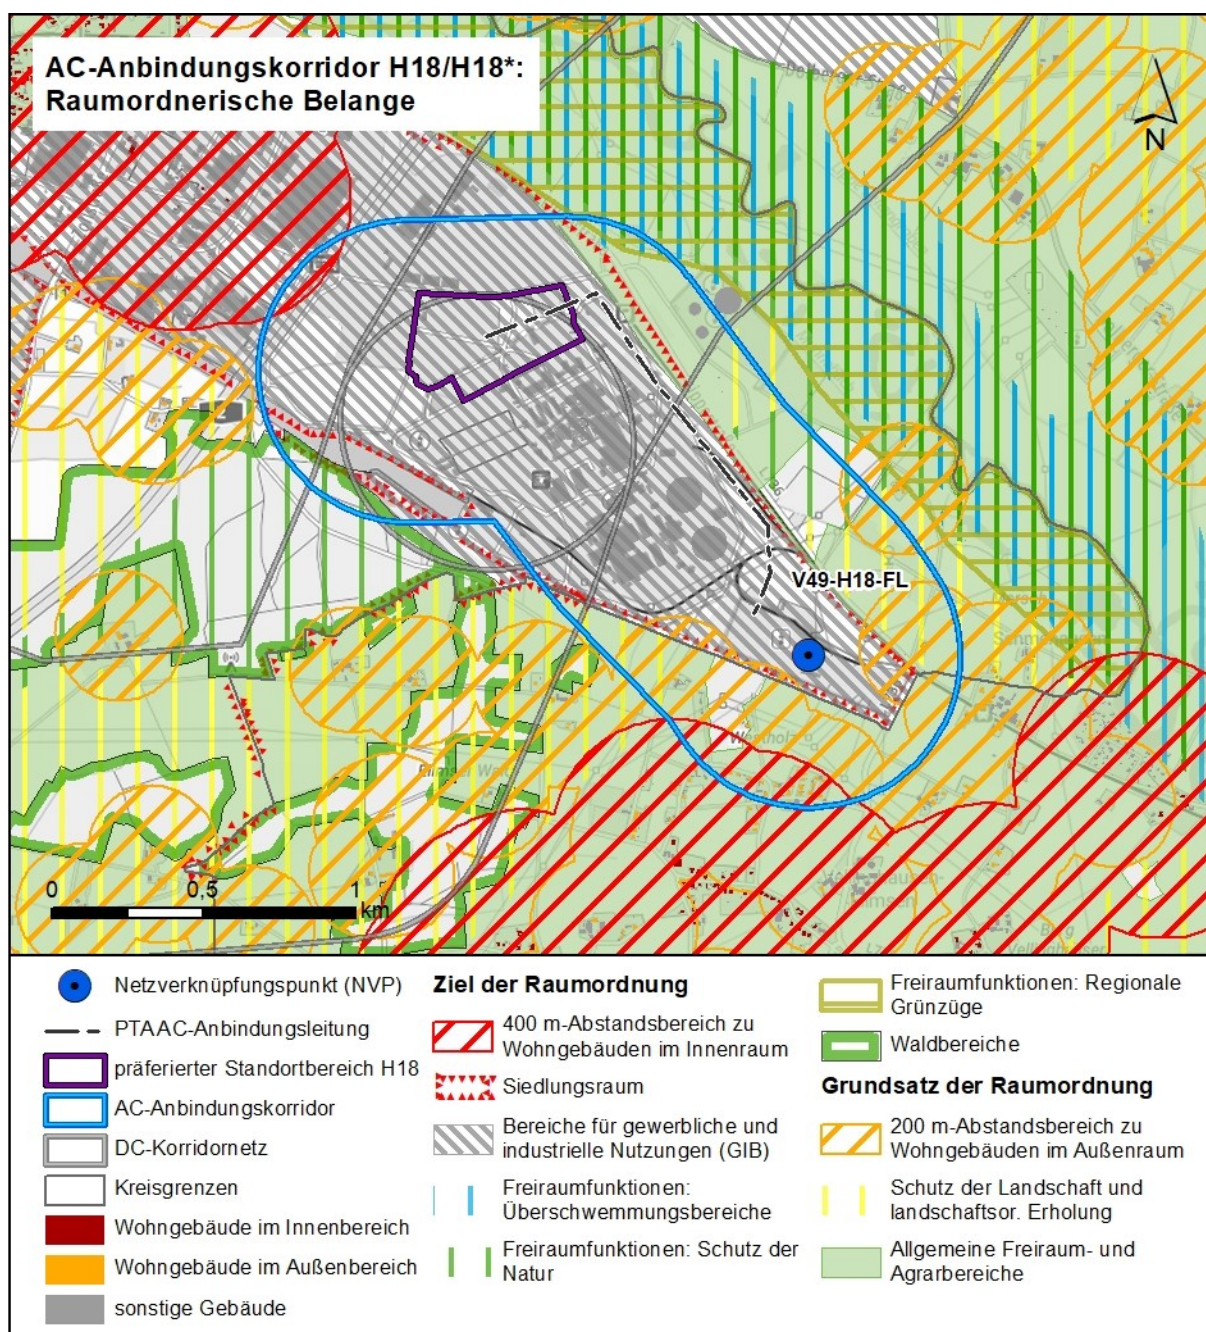 AC-Anbindungskorridor H18/H18*:
Raumordnerische Belange
N
V49-H18-FL
0
0,5
1
km
Netzverknüpfungspunkt (NVP)
PTAAC-Anbindungsleitung
präferierter Standortbereich H18
AC-Anbindungskorridor
DC-Korridornetz
Kreisgrenzen
Wohngebäude im Innenbereich
Wohngebäude im Außenbereich
sonstige Gebäude
Ziel der Raumordnung
400 m-Abstandsbereich zu
Wohngebäuden im Innenraum
Siedlungsraum
Bereiche für gewerbliche und
industrielle Nutzungen (GIB)
Freiraumfunktionen:
Überschwemmungsbereiche
Freiraumfunktionen: Schutz der
Natur
Freiraumfunktionen: Regionale
Grünzüge
Waldbereiche
Grundsatz der Raumordnung
200 m-Abstandsbereich zu
Wohngebäuden im Außenraum
Schutz der Landschaft und
landschaftsor. Erholung
Allgemeine Freiraum- und
Agrarbereiche